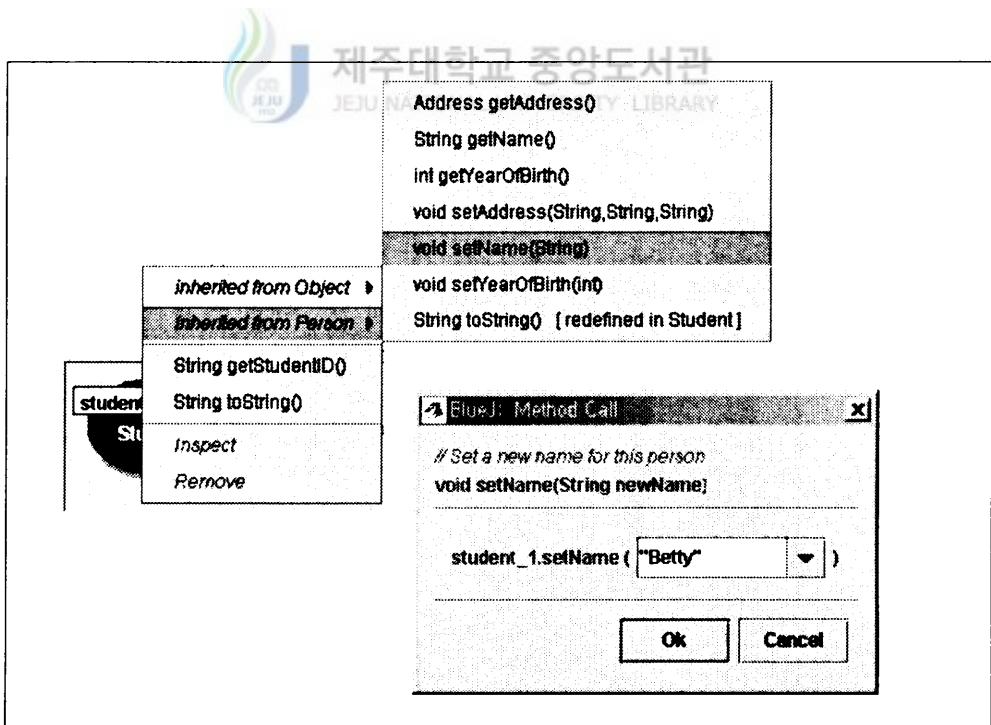 제주대학교 중앙도서관
JEJU
JEJU LIBRARY
Address getAddress()
String getName()
int getYearOfBirth()
void setAddress(String,String,String)
void setName(String)
void setYearOfBirth(int)
String toString() [ redefined in Student ]
inherited from Object
inherited from Person
String getStudentID()
String toString()
Inspect
Remove
student
BlueJ: Method Call
// Set a new name for this person
void setName(String newName)
student_1.setName ( "Betty" )
Ok Cancel